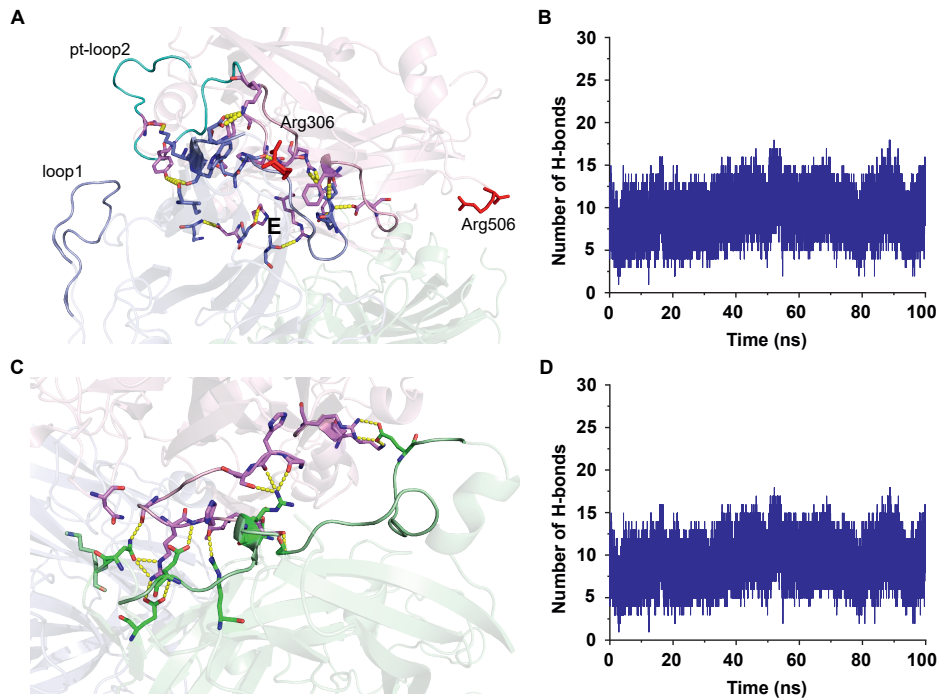 A
pt-loop2
Arg306
loop1
E
Arg506
B
Number of H-bonds
30
25
20
15
10
5
0
0 20 40 60 80 100
Time (ns)
C
D
Number of H-bonds
30
25
20
15
10
5
0
0 20 40 60 80 100
Time (ns)